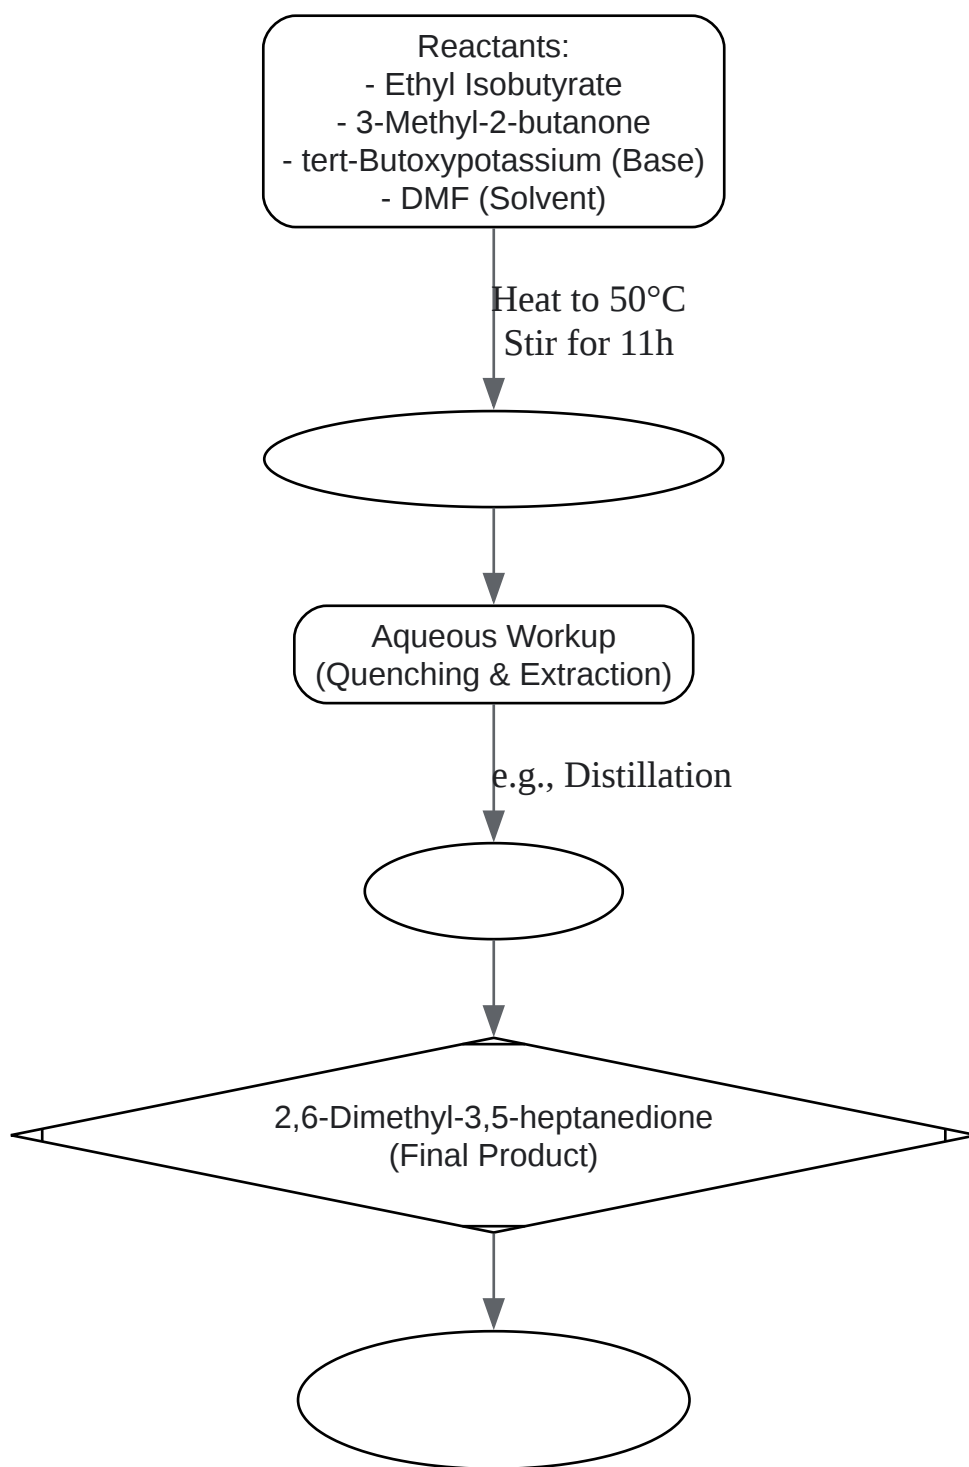 Reactants:
- Ethyl Isobutyrate
- 3-Methyl-2-butanone
- tert-Butoxypotassium (Base)
- DMF (Solvent)
Heat to 50°C
Stir for 11h
Aqueous Workup
(Quenching & Extraction)
e.g., Distillation
2,6-Dimethyl-3,5-heptanedione
(Final Product)